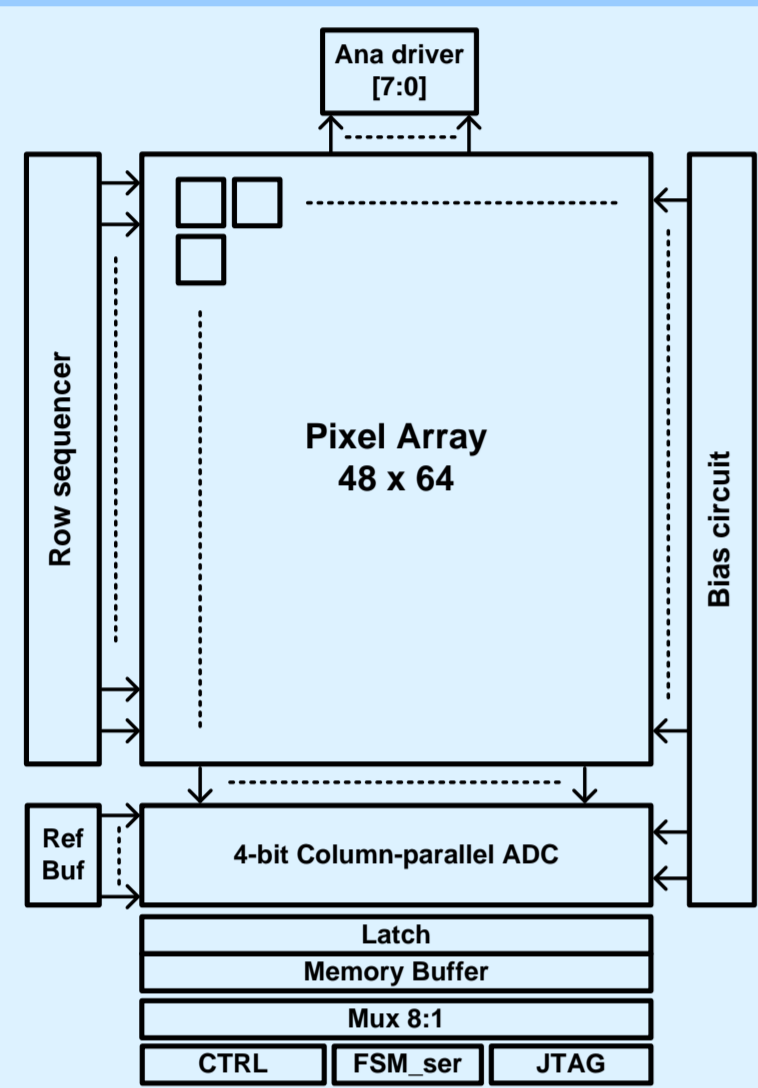 Ana driver
[7:0]
Row sequencer
Pixel Array
48 x 64
Bias circuit
Ref
Buf
4-bit Column-parallel ADC
Latch
Memory Buffer
Mux 8:1
CTRL
FSM_ser
JTAG